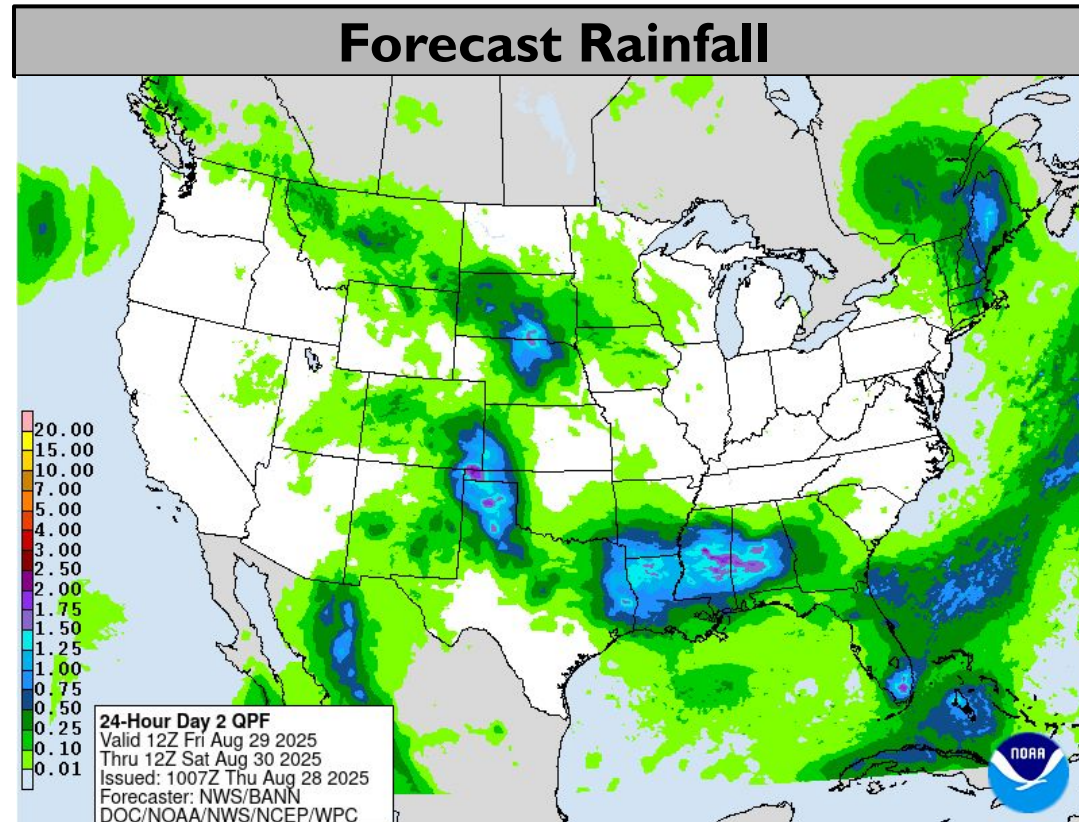 Forecast Rainfall
20.00
15.00
10.00
7.00
5.00
4.00
3.00
2.50
2.00
1.75
1.50
1.25
1.00
0.75
0.50
0.25
0.10
0.01
24-Hour Day 2 QPF
Valid 12Z Fri Aug 29 2025
Thru 12Z Sat Aug 30 2025
Issued: 1007Z Thu Aug 28 2025
Forecaster: NWS/BANN
DOC/NOAA/NWS/NCEP/WPC
NOAA